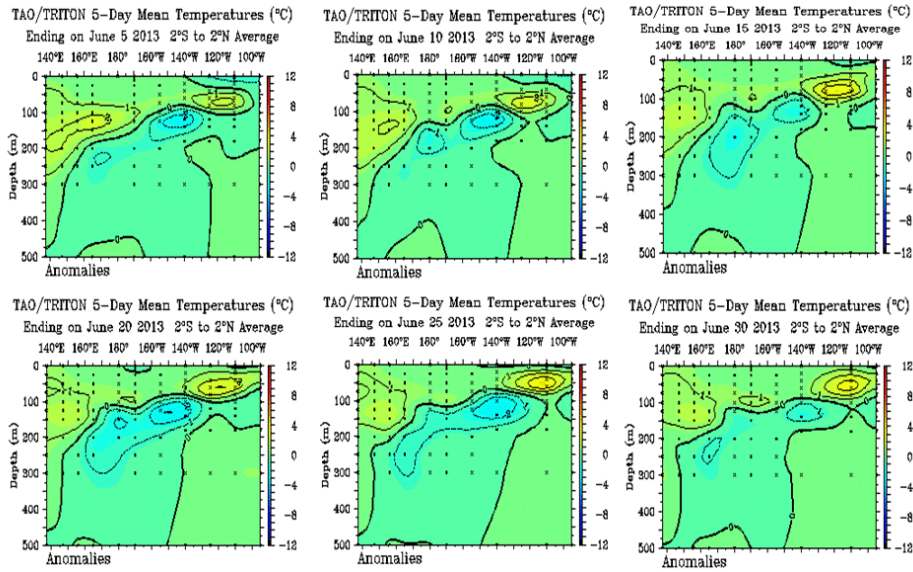 TAO/TRITON 5-Day Mean Temperatures (°C)
Ending on June 5 2013 2°S to 2°N Average
140°E 160°E 180° 160°W 140°W 120°W 100°W
0
100
200
300
400
500
Depth (m)
12
8
4
0
-4
-8
-12
Anomalies
TAO/TRITON 5-Day Mean Temperatures (°C)
Ending on June 10 2013 2°S to 2°N Average
140°E 160°E 180° 160°W 140°W 120°W 100°W
0
100
200
300
400
500
Depth (m)
12
8
4
0
-4
-8
-12
Anomalies
TAO/TRITON 5-Day Mean Temperatures (°C)
Ending on June 15 2013 2°S to 2°N Average
140°E 160°E 180° 160°W 140°W 120°W 100°W
0
100
200
300
400
500
Depth (m)
12
8
4
0
-4
-8
-12
Anomalies
TAO/TRITON 5-Day Mean Temperatures (°C)
Ending on June 20 2013 2°S to 2°N Average
140°E 160°E 180° 160°W 140°W 120°W 100°W
0
100
200
300
400
500
Depth (m)
12
8
4
0
-4
-8
-12
Anomalies
TAO/TRITON 5-Day Mean Temperatures (°C)
Ending on June 25 2013 2°S to 2°N Average
140°E 160°E 180° 160°W 140°W 120°W 100°W
0
100
200
300
400
500
Depth (m)
12
8
4
0
-4
-8
-12
Anomalies
TAO/TRITON 5-Day Mean Temperatures (°C)
Ending on June 30 2013 2°S to 2°N Average
140°E 160°E 180° 160°W 140°W 120°W 100°W
0
100
200
300
400
500
Depth (m)
12
8
4
0
-4
-8
-12
Anomalies